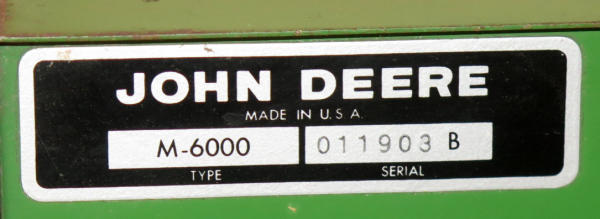 JOHN DEERE
MADE IN U.S.A.
M-6000 011903 B
TYPE SERIAL